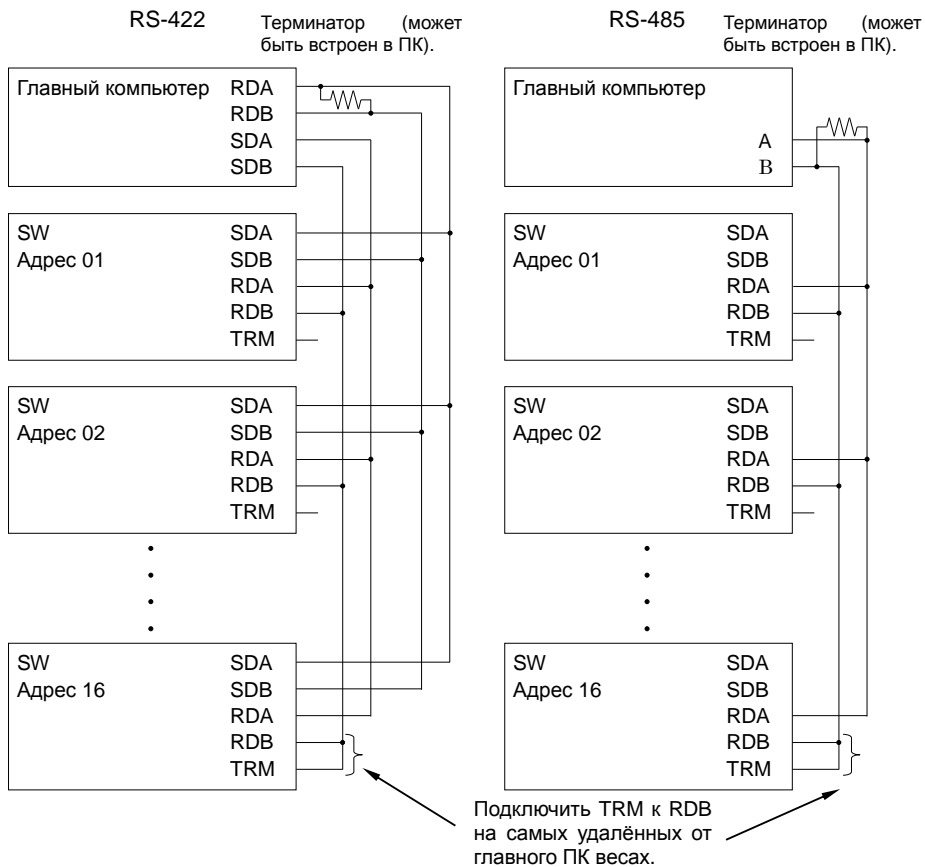 RS-422
Терминатор (может
быть встроен в ПК).
Главный компьютер RDA
RDB
SDA
SDB
SW SDA
Адрес 01 SDB
RDA
RDB
TRM
SW SDA
Адрес 02 SDB
RDA
RDB
TRM
SW SDA
Адрес 16 SDB
RDA
RDB
TRM
RS-485
Терминатор (может
быть встроен в ПК).
Главный компьютер
A
B
SW SDA
Адрес 01 SDB
RDA
RDB
TRM
SW SDA
Адрес 02 SDB
RDA
RDB
TRM
SW SDA
Адрес 16 SDB
RDA
RDB
TRM
Подключить TRM к RDB
на самых удалённых от
главного ПК весах.